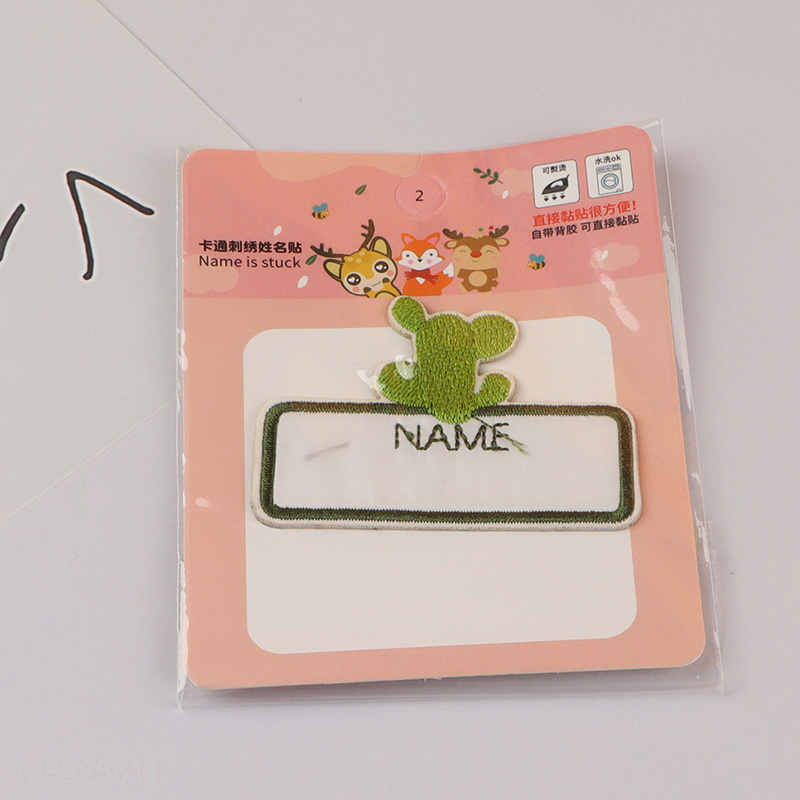 2
可熨烫
水洗ok
卡通刺绣姓名贴
Name is stuck
直接黏贴很方便！
自带背胶 可直接黏贴
NAME